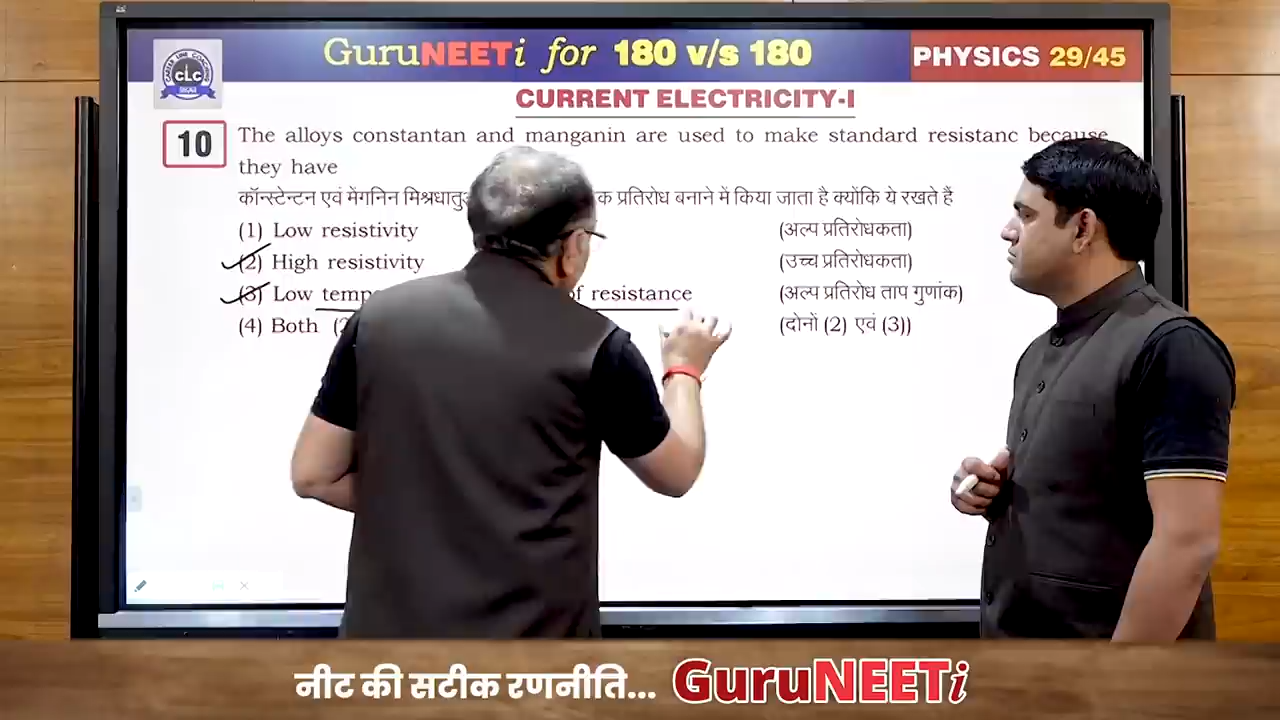 GuruNEETi for 180 v/s 180
PHYSICS 29/45
CLC
CURRENT ELECTRICITY-I
10 The alloys constantan and manganin are used to make standard resistanc because
they have
कॉन्स्टेन्टन एवं मेंगनिन मिश्रधातु क प्रतिरोध बनाने में किया जाता है क्योंकि ये रखते हैं
(1) Low resistivity (अल्प प्रतिरोधकता)
(2) High resistivity (उच्च प्रतिरोधकता)
(3) Low temp of resistance (अल्प प्रतिरोध ताप गुणांक)
(4) Both (दोनों (2) एवं (3))
नीट की सटीक रणनीति... GuruNEETi